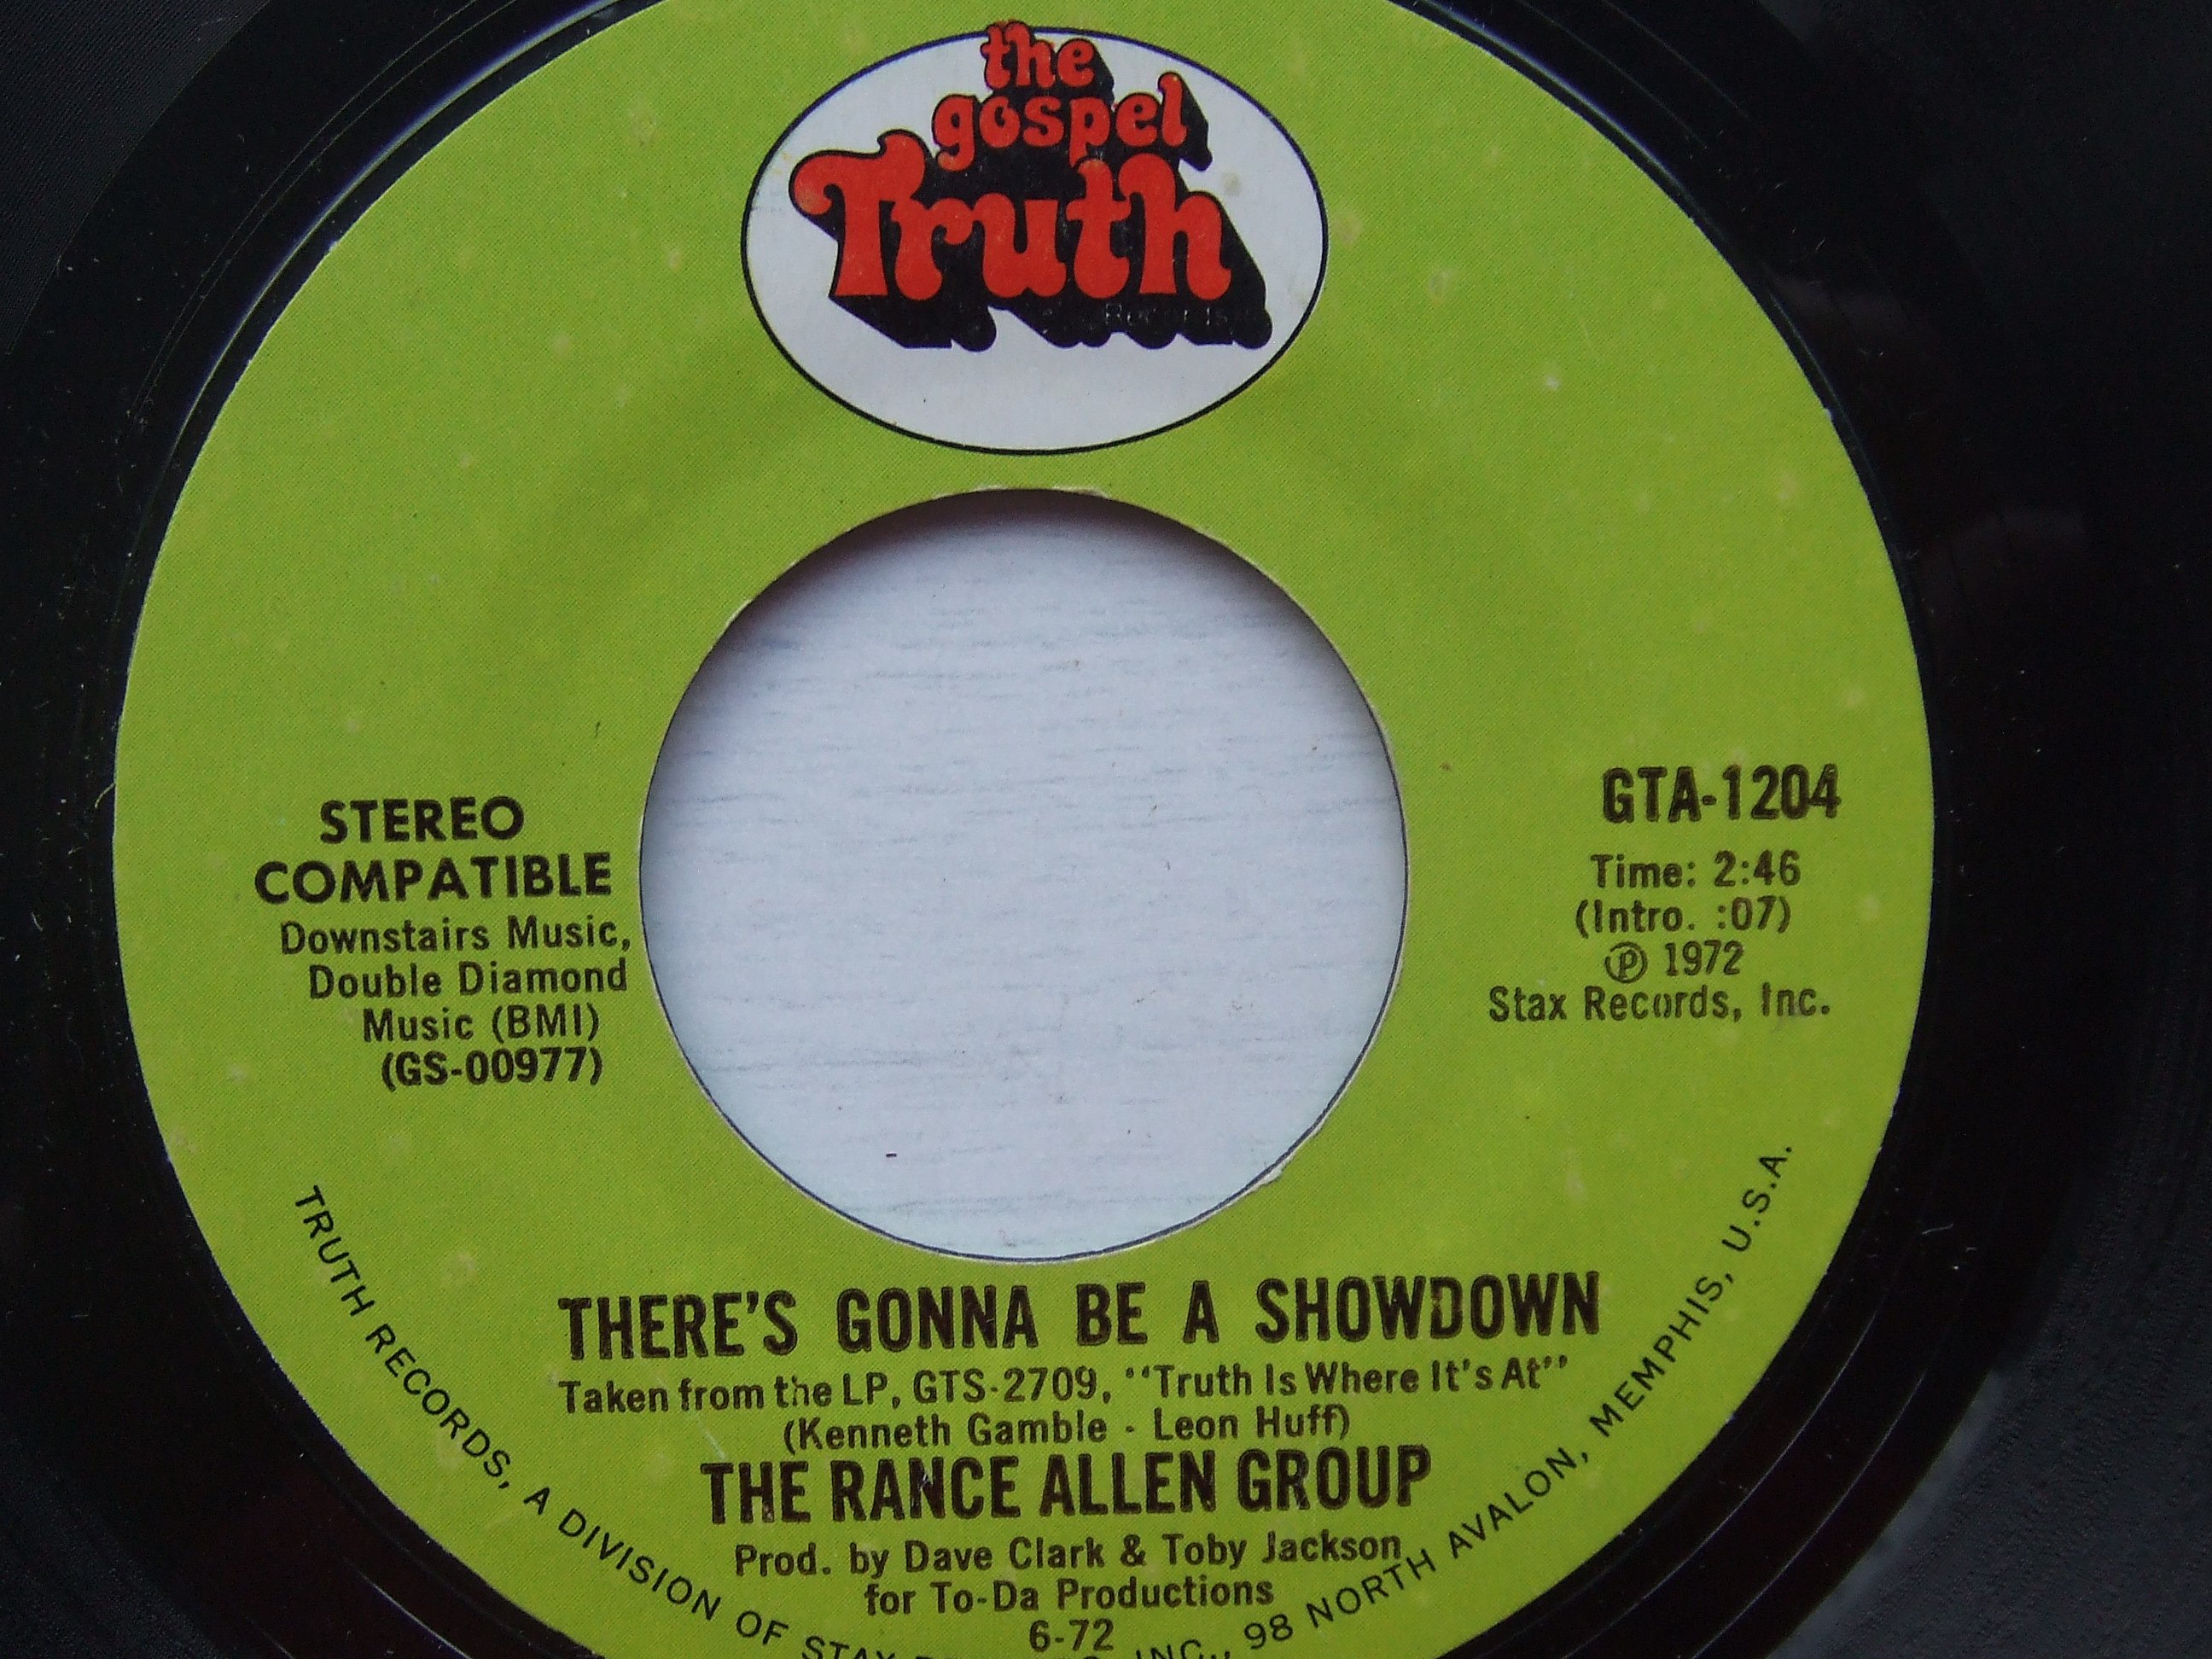 the
gospel
Truth
Records
STEREO
COMPATIBLE
Downstairs Music,
Double Diamond
Music (BMI)
(GS-00977)
GTA-1204
Time: 2:46
(Intro. :07)
℗ 1972
Stax Records, Inc.
THERE'S GONNA BE A SHOWDOWN
Taken from the LP, GTS-2709, "Truth Is Where It's At"
(Kenneth Gamble - Leon Huff)
THE RANCE ALLEN GROUP
Prod. by Dave Clark & Toby Jackson
for To-Da Productions
6-72
TRUTH RECORDS, A DIVISION OF STAX INC., 98 NORTH AVALON, MEMPHIS, U.S.A.